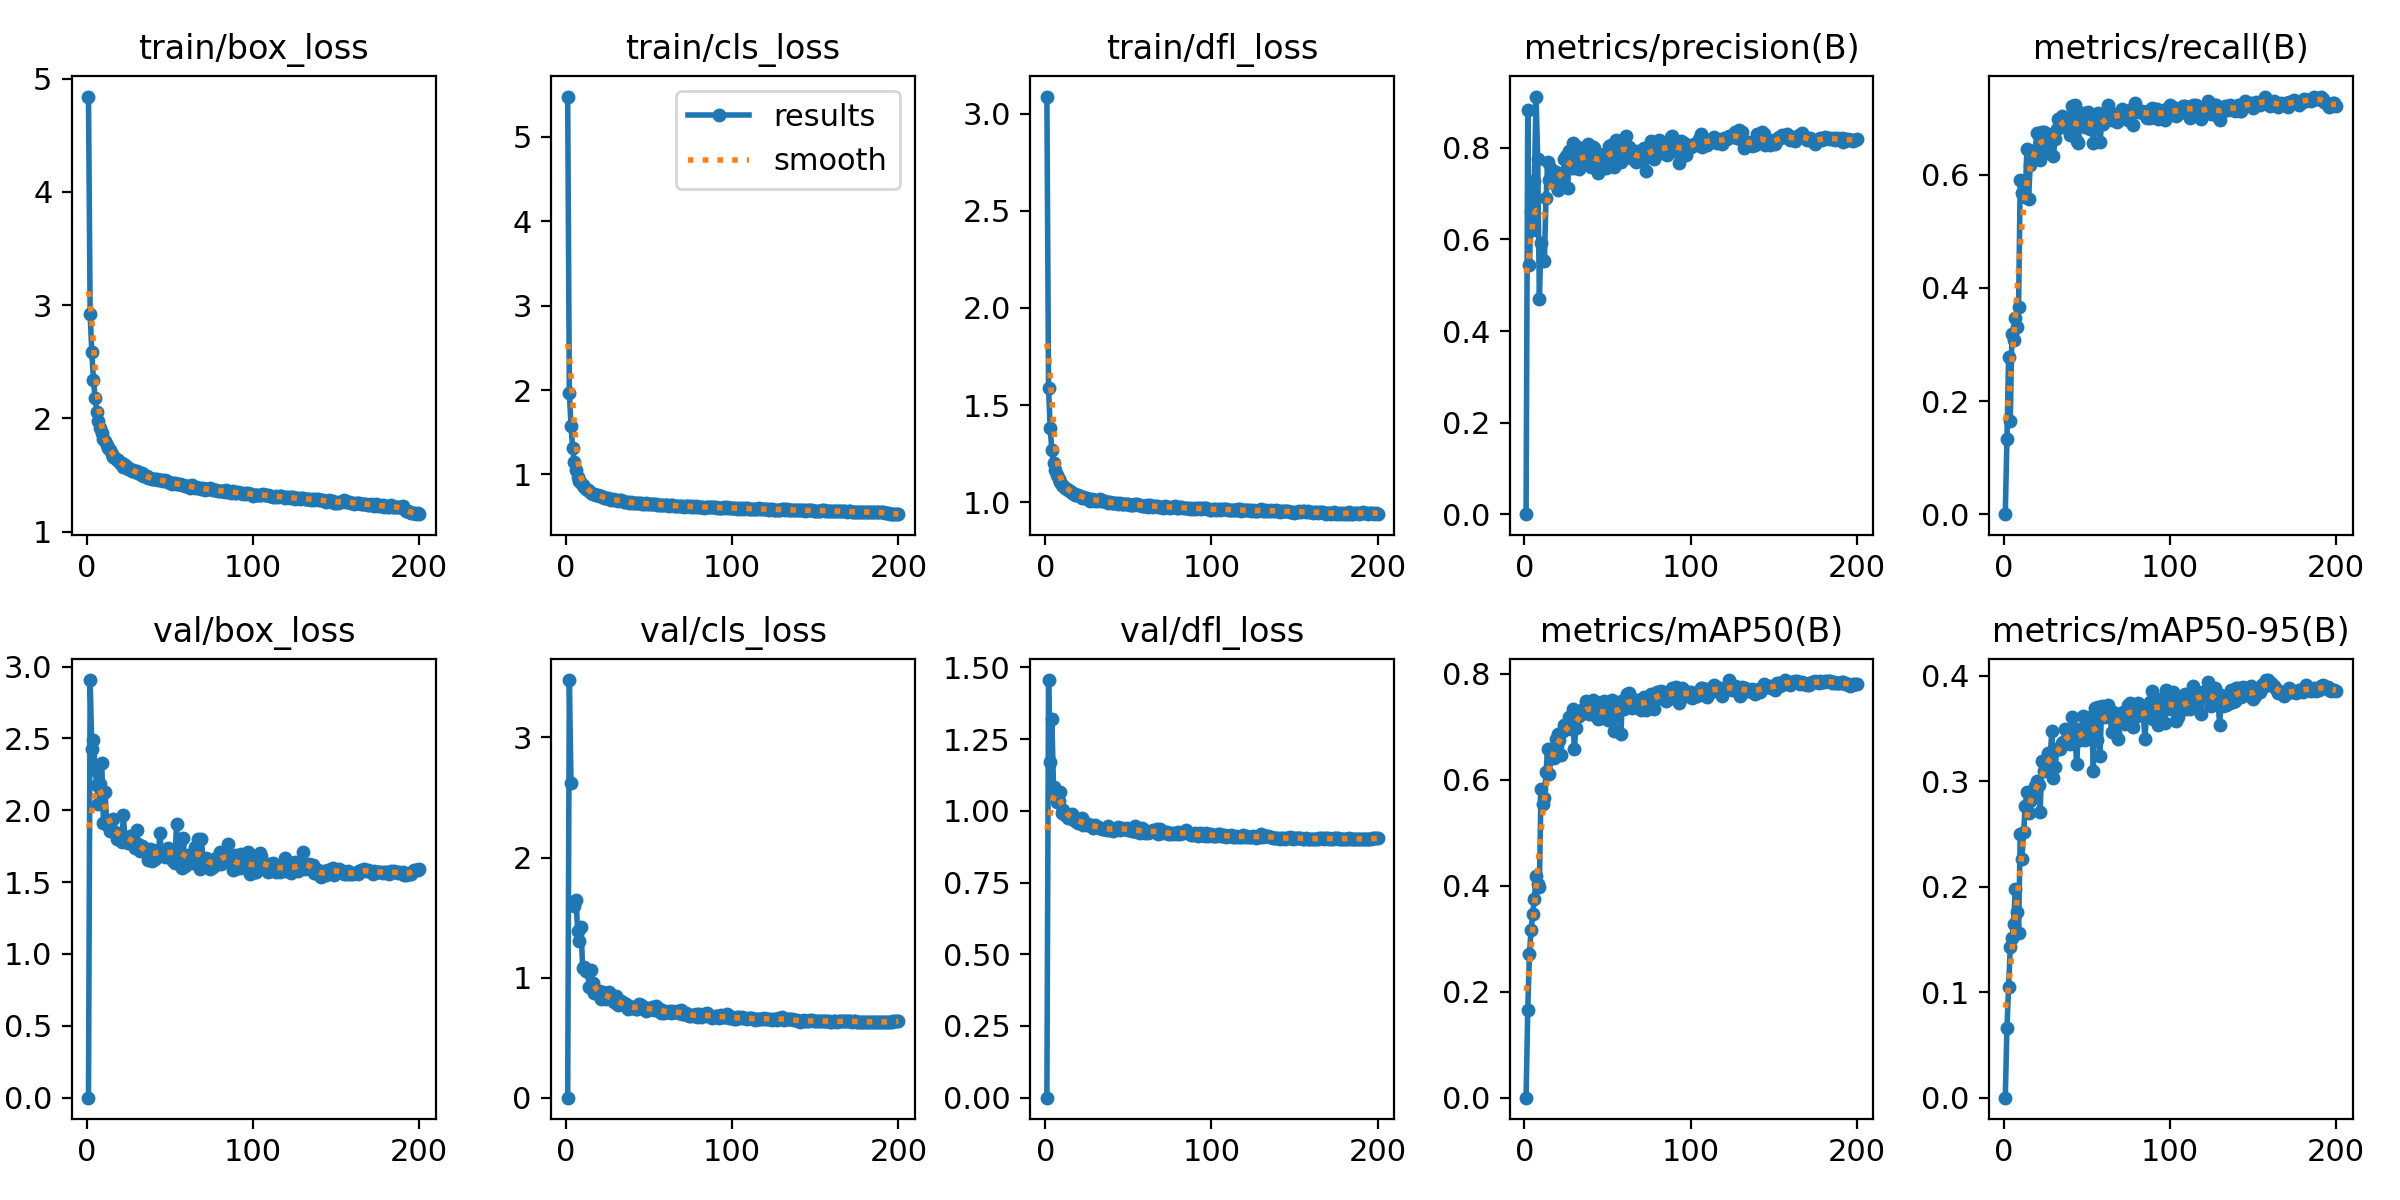 train/box_loss
train/cls_loss
train/dfl_loss
metrics/precision(B)
metrics/recall(B)
5
4
3
2
1
0 100 200
results
smooth
5
4
3
2
1
0 100 200
3.0
2.5
2.0
1.5
1.0
0 100 200
0.8
0.6
0.4
0.2
0.0
0 100 200
0.6
0.4
0.2
0.0
0 100 200
val/box_loss
val/cls_loss
val/dfl_loss
metrics/mAP50(B)
metrics/mAP50-95(B)
3.0
2.5
2.0
1.5
1.0
0.5
0.0
0 100 200
3
2
1
0
0 100 200
1.50
1.25
1.00
0.75
0.50
0.25
0.00
0 100 200
0.8
0.6
0.4
0.2
0.0
0 100 200
0.4
0.3
0.2
0.1
0.0
0 100 200